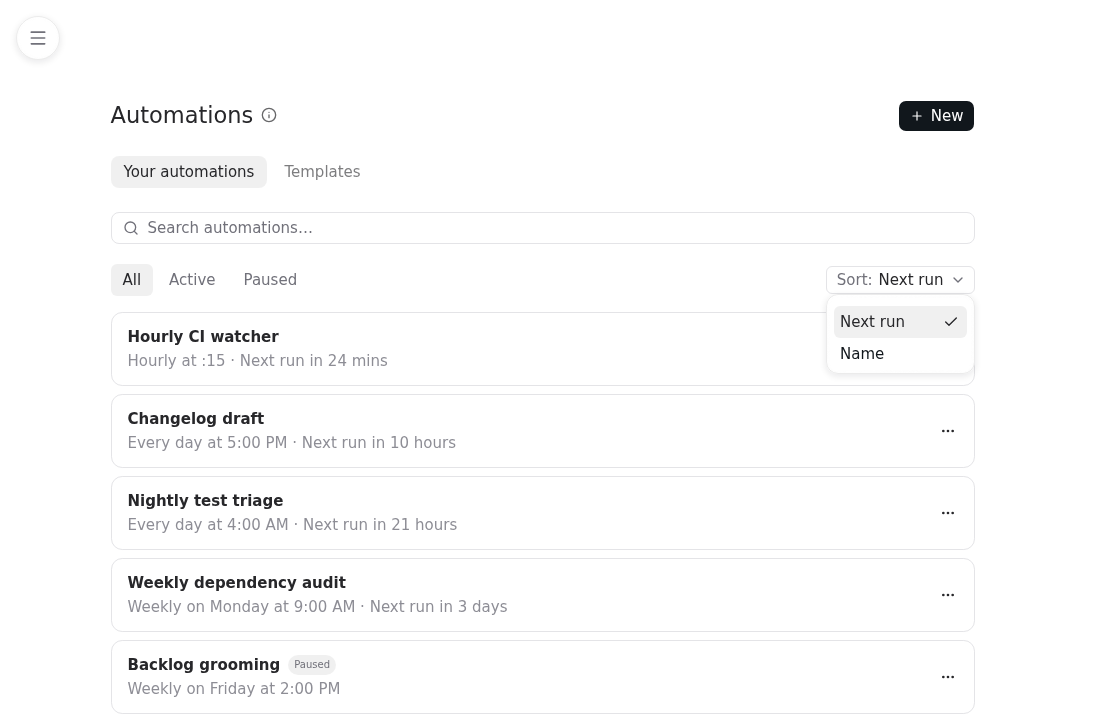 Automations
+ New
Your automations
Templates
Search automations...
All
Active
Paused
Sort: Next run
Next run
Name
Hourly CI watcher
Hourly at :15 · Next run in 24 mins
Changelog draft
Every day at 5:00 PM · Next run in 10 hours
Nightly test triage
Every day at 4:00 AM · Next run in 21 hours
Weekly dependency audit
Weekly on Monday at 9:00 AM · Next run in 3 days
Backlog grooming Paused
Weekly on Friday at 2:00 PM